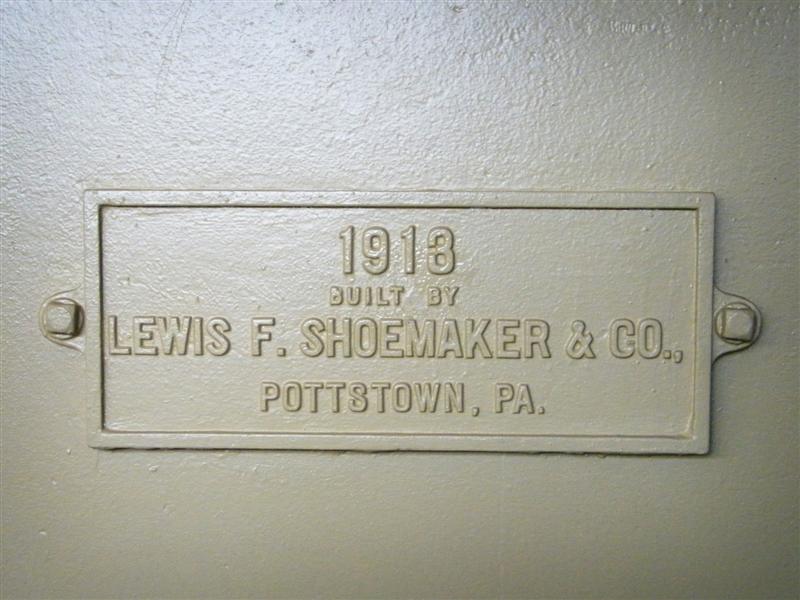 1913
BUILT BY
LEWIS F. SHOEMAKER & CO.,
POTTSTOWN, PA.